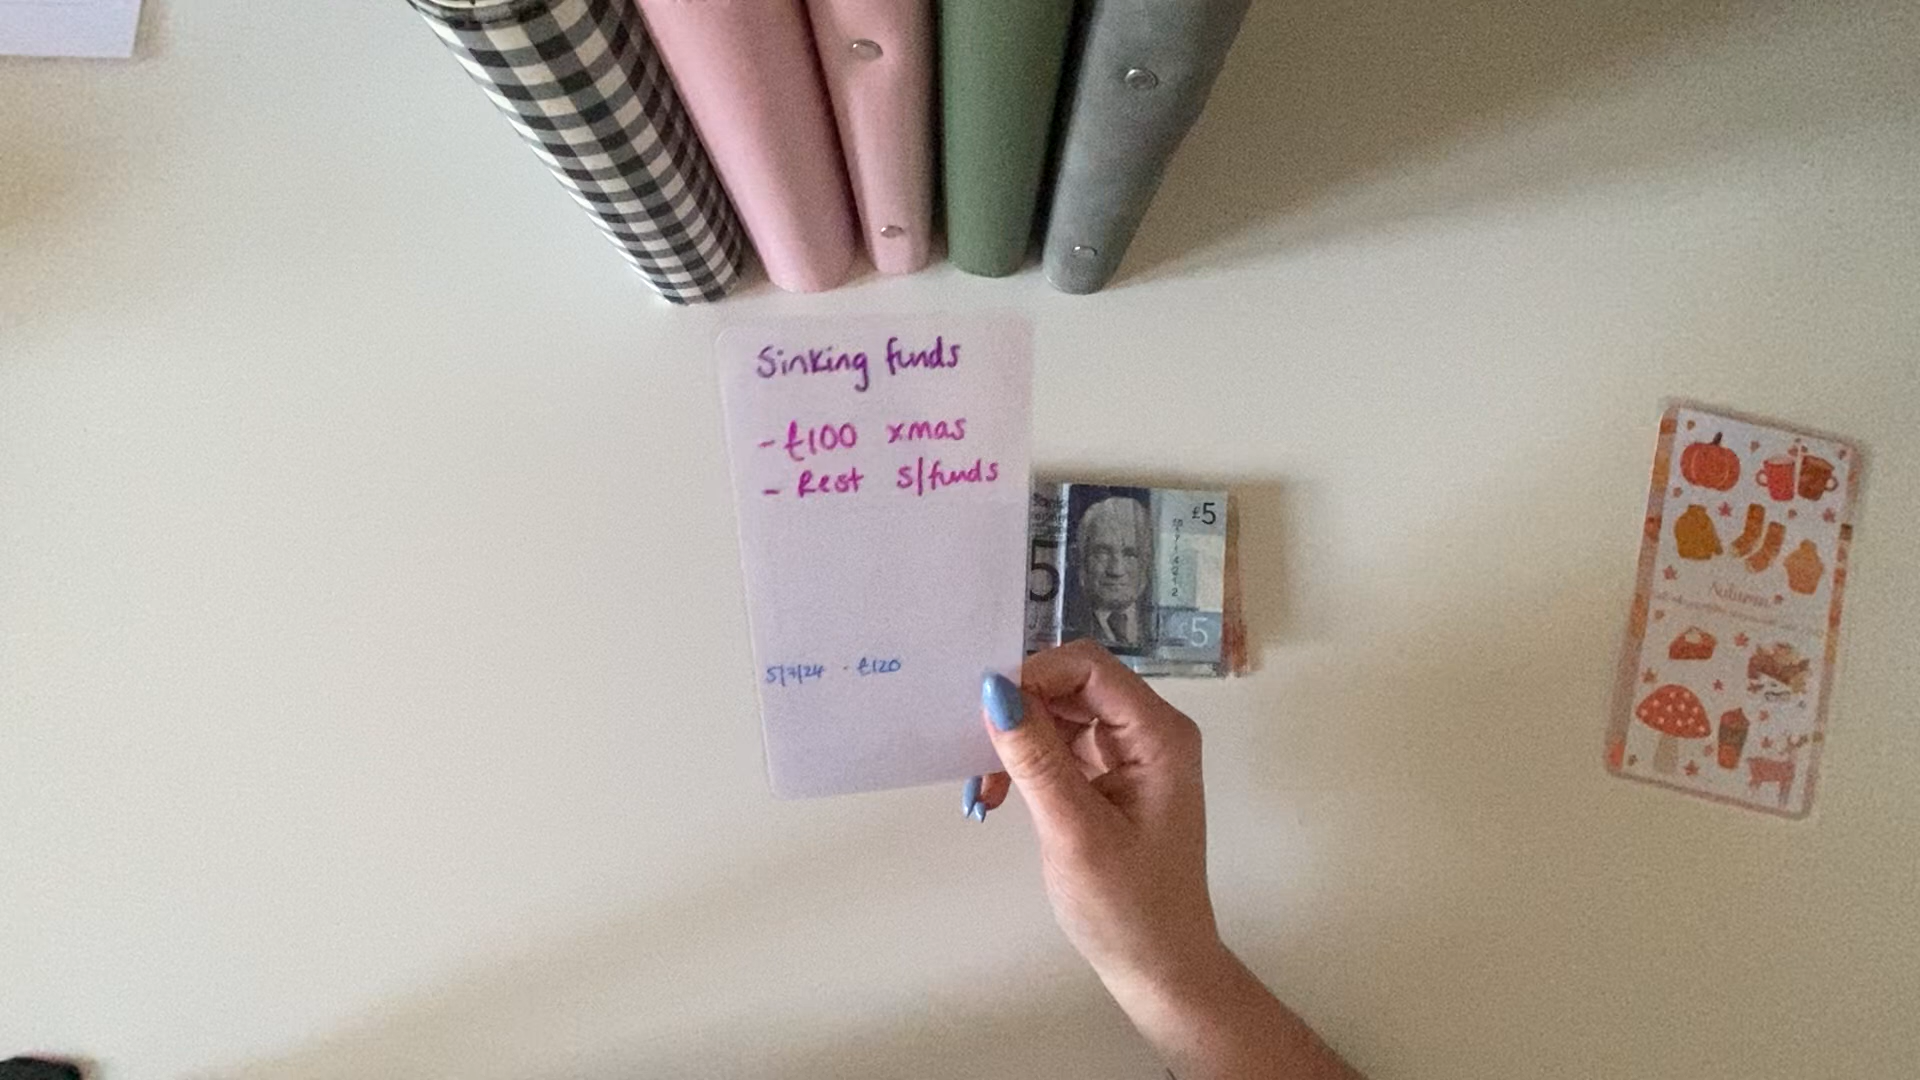 Sinking funds
- £100 xmas
- Rest S/funds
5/7/24 - £120
£5
5
£5
Autumn